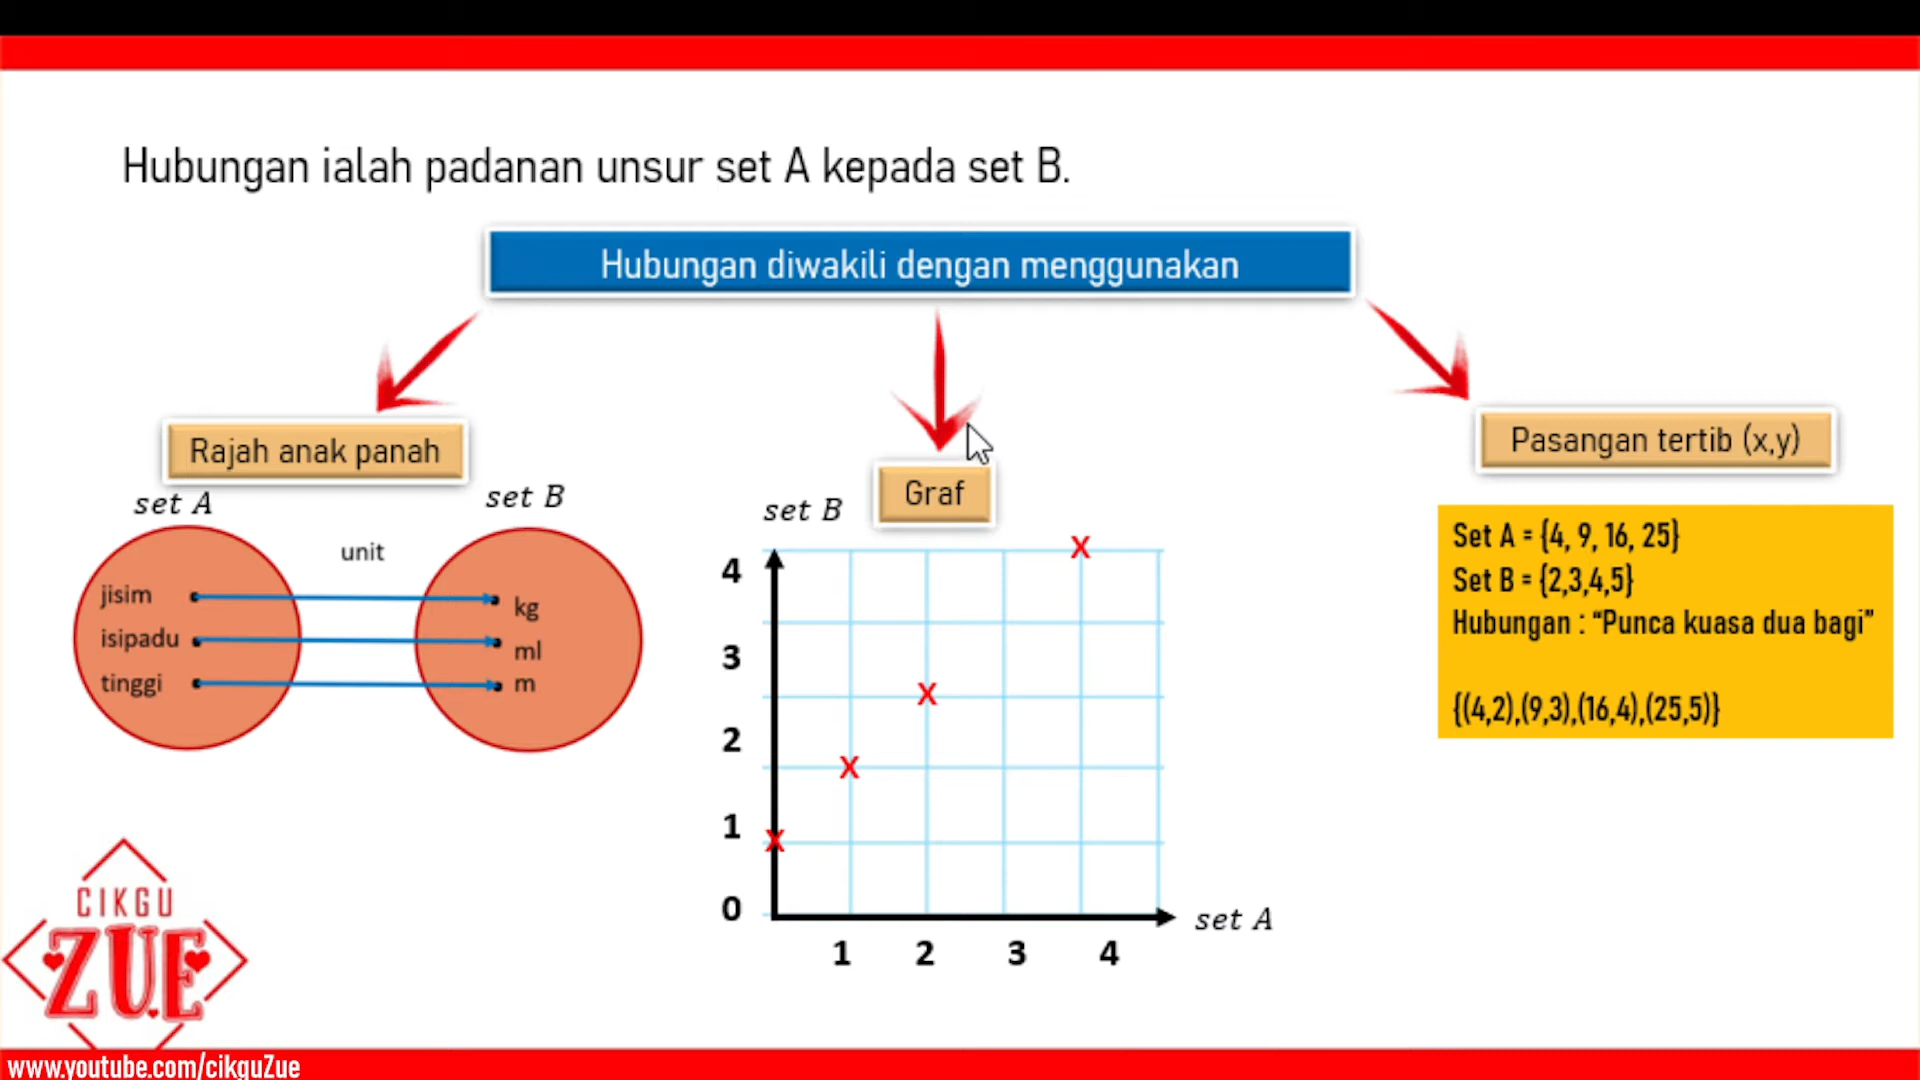 Hubungan ialah padanan unsur set A kepada set B.
Hubungan diwakili dengan menggunakan
Rajah anak panah
set A
set B
unit
jisim
isipadu
tinggi
kg
ml
m
Graf
set B
4
3
2
1
0
1 2 3 4
set A
Pasangan tertib (x,y)
Set A = {4, 9, 16, 25}
Set B = {2,3,4,5}
Hubungan : “Punca kuasa dua bagi”
{(4,2),(9,3),(16,4),(25,5)}
CIKGU
ZUE
www.youtube.com/cikguZue